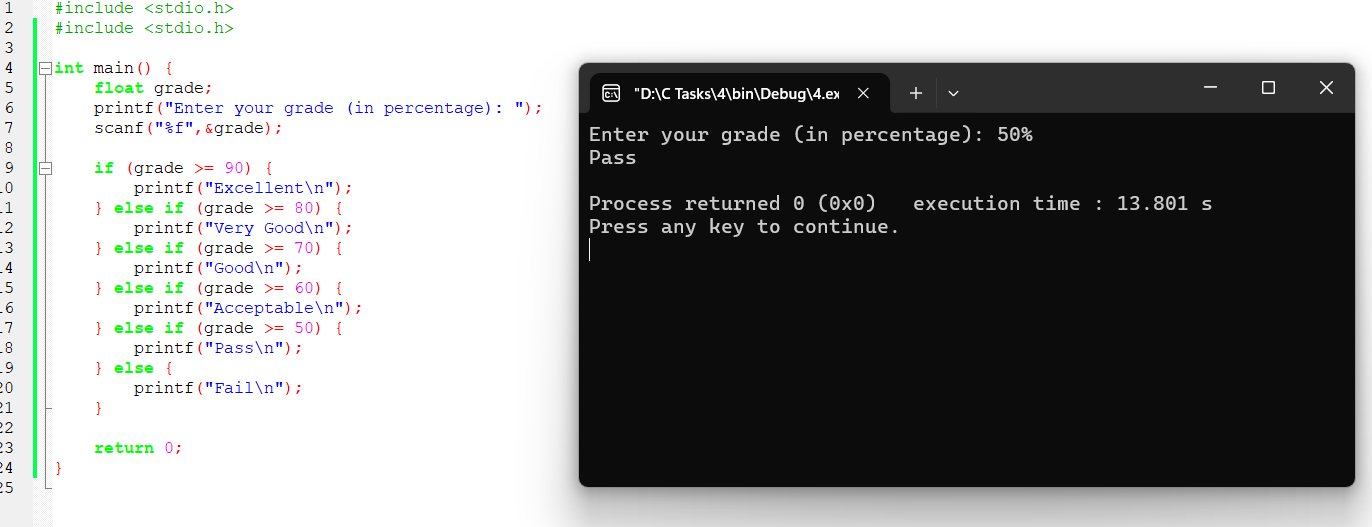 1 #include <stdio.h>
2 #include <stdio.h>
3
4 int main() {
5 float grade;
6 printf("Enter your grade (in percentage): ");
7 scanf("%f",&grade);
8
9 if (grade >= 90) {
10 printf("Excellent\n");
11 } else if (grade >= 80) {
12 printf("Very Good\n");
13 } else if (grade >= 70) {
14 printf("Good\n");
15 } else if (grade >= 60) {
16 printf("Acceptable\n");
17 } else if (grade >= 50) {
18 printf("Pass\n");
19 } else {
20 printf("Fail\n");
21 }
22
23 return 0;
24 }
25
"D:\C Tasks\4\bin\Debug\4.ex
Enter your grade (in percentage): 50%
Pass
Process returned 0 (0x0)   execution time : 13.801 s
Press any key to continue.